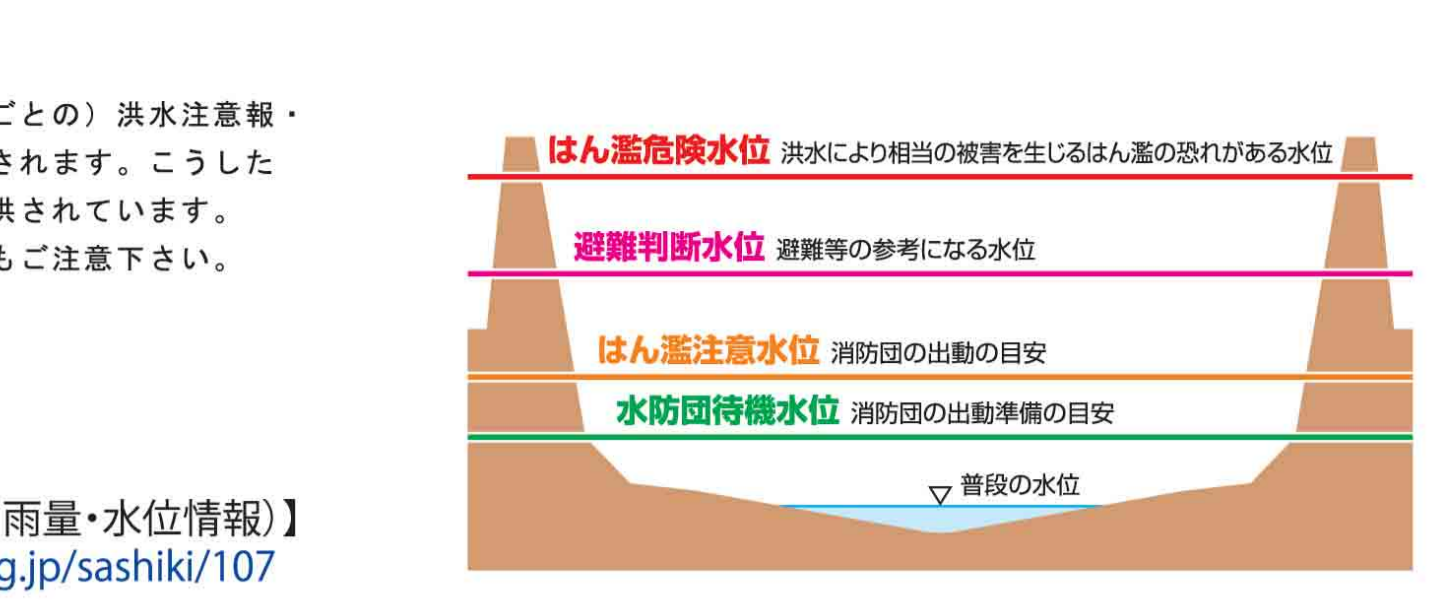 ごとの）洪水注意報・
されます。こうした
供されています。
もご注意下さい。
雨量・水位情報）】
g.jp/sashiki/107
はん濫危険水位 洪水により相当の被害を生じるはん濫の恐れがある水位
避難判断水位 避難等の参考になる水位
はん濫注意水位 消防団の出動の目安
水防団待機水位 消防団の出動準備の目安
▽ 普段の水位